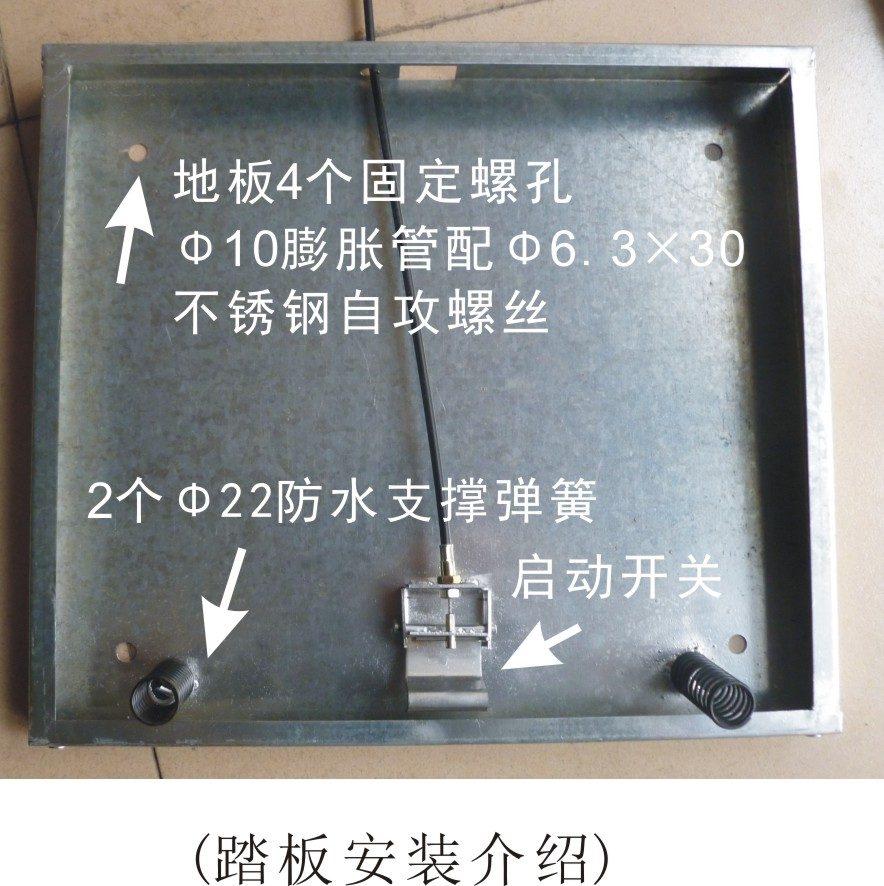 地板4个固定螺孔
Φ10膨胀管配Φ6.3×30
不锈钢自攻螺丝
2个Φ22防水支撑弹簧
启动开关
(踏板安装介绍)